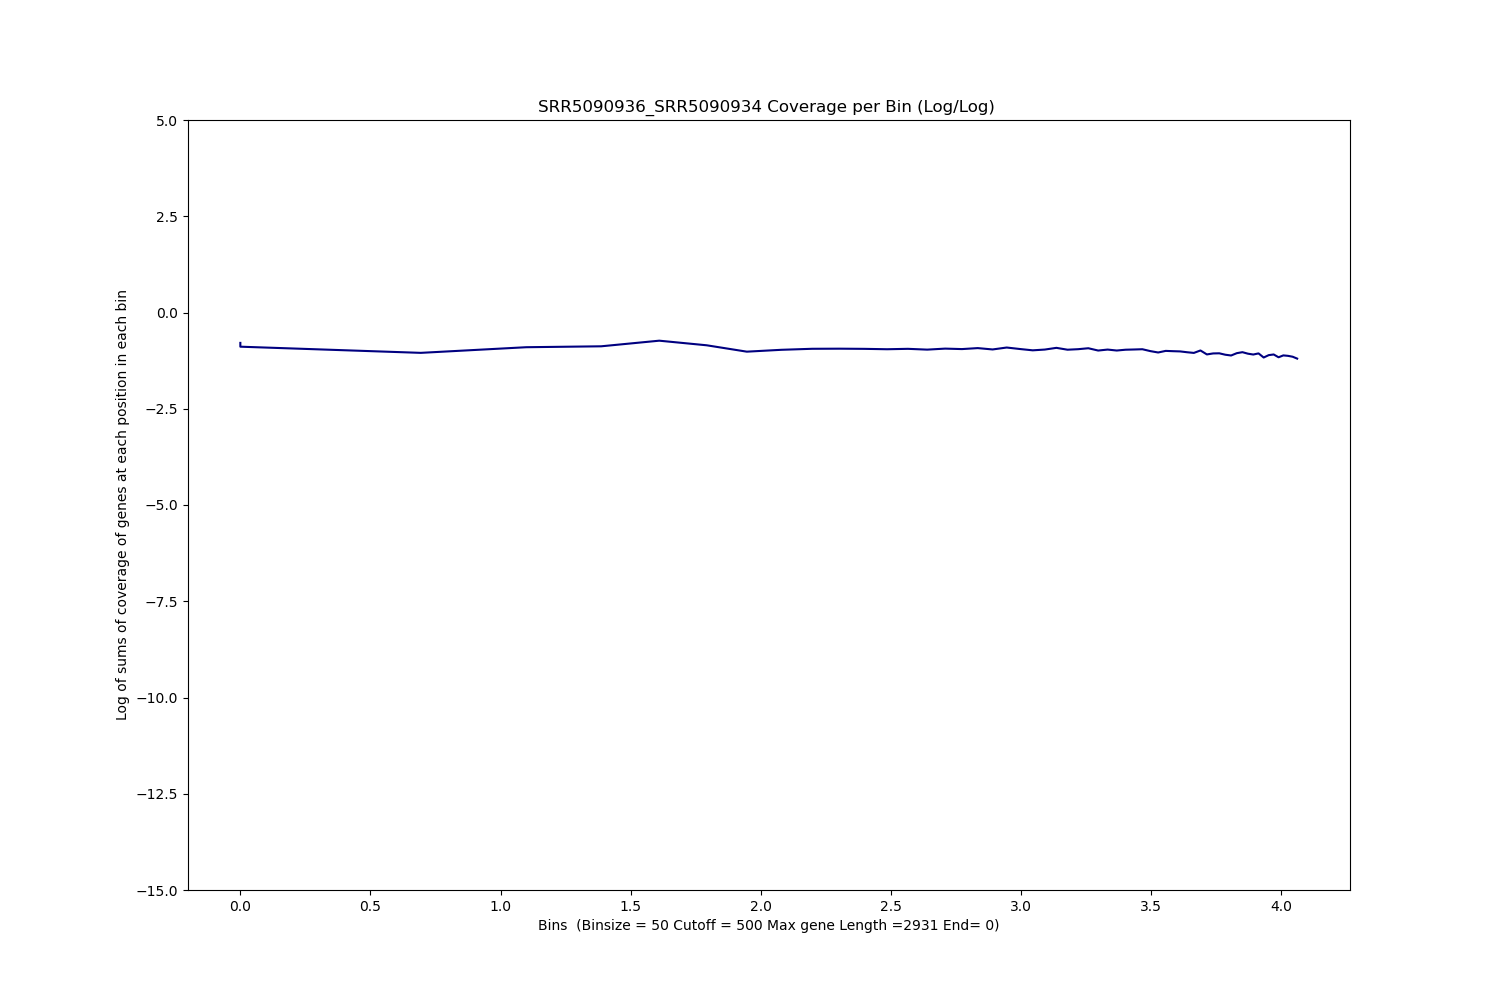 SRR5090936_SRR5090934 Coverage per Bin (Log/Log)
Log of sums of coverage of genes at each position in each bin
5.0
2.5
0.0
−2.5
−5.0
−7.5
−10.0
−12.5
−15.0
0.0 0.5 1.0 1.5 2.0 2.5 3.0 3.5 4.0
Bins  (Binsize = 50 Cutoff = 500 Max gene Length =2931 End= 0)